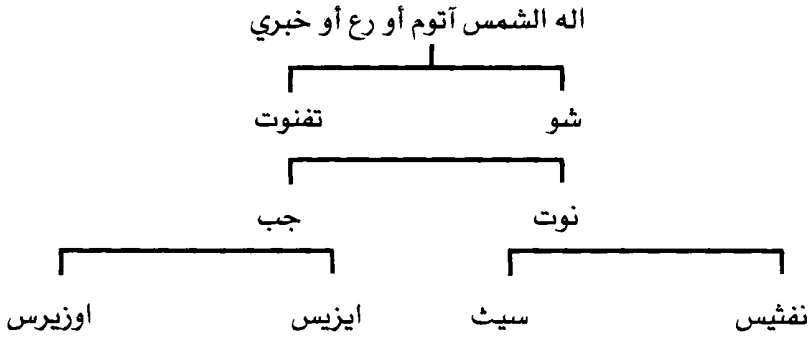 اله الشمس آتوم أو رع أو خبري
شو تفنوت
نوت جب
نفثيس سيث ايزيس اوزيرس